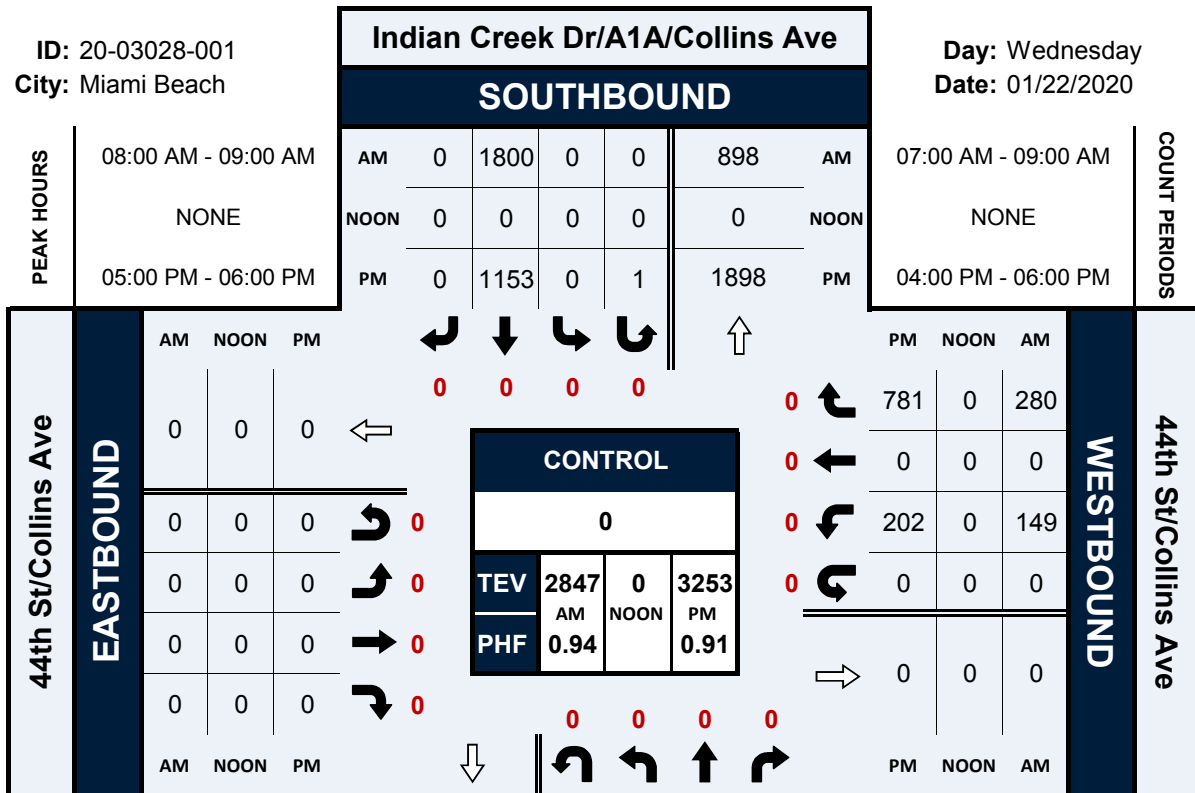 ID: 20-03028-001
City: Miami Beach
Indian Creek Dr/A1A/Collins Ave
SOUTHBOUND
Day: Wednesday
Date: 01/22/2020
PEAK HOURS
08:00 AM - 09:00 AM
NONE
05:00 PM - 06:00 PM
AM 0 1800 0 0 898 AM
NOON 0 0 0 0 0 NOON
PM 0 1153 0 1 1898 PM
07:00 AM - 09:00 AM
NONE
04:00 PM - 06:00 PM
COUNT PERIODS
0 0 0 0
44th St/Collins Ave
EASTBOUND
AM NOON PM
0 0 0
0 0 0 0
0 0 0 0
0 0 0 0
0 0 0 0
AM NOON PM
CONTROL
0
TEV 2847 0 3253
AM NOON PM
PHF 0.94 0.91
PM NOON AM
0 781 0 280
0 0 0 0
0 202 0 149
0 0 0 0
0 0 0
PM NOON AM
WESTBOUND
44th St/Collins Ave
0 0 0 0